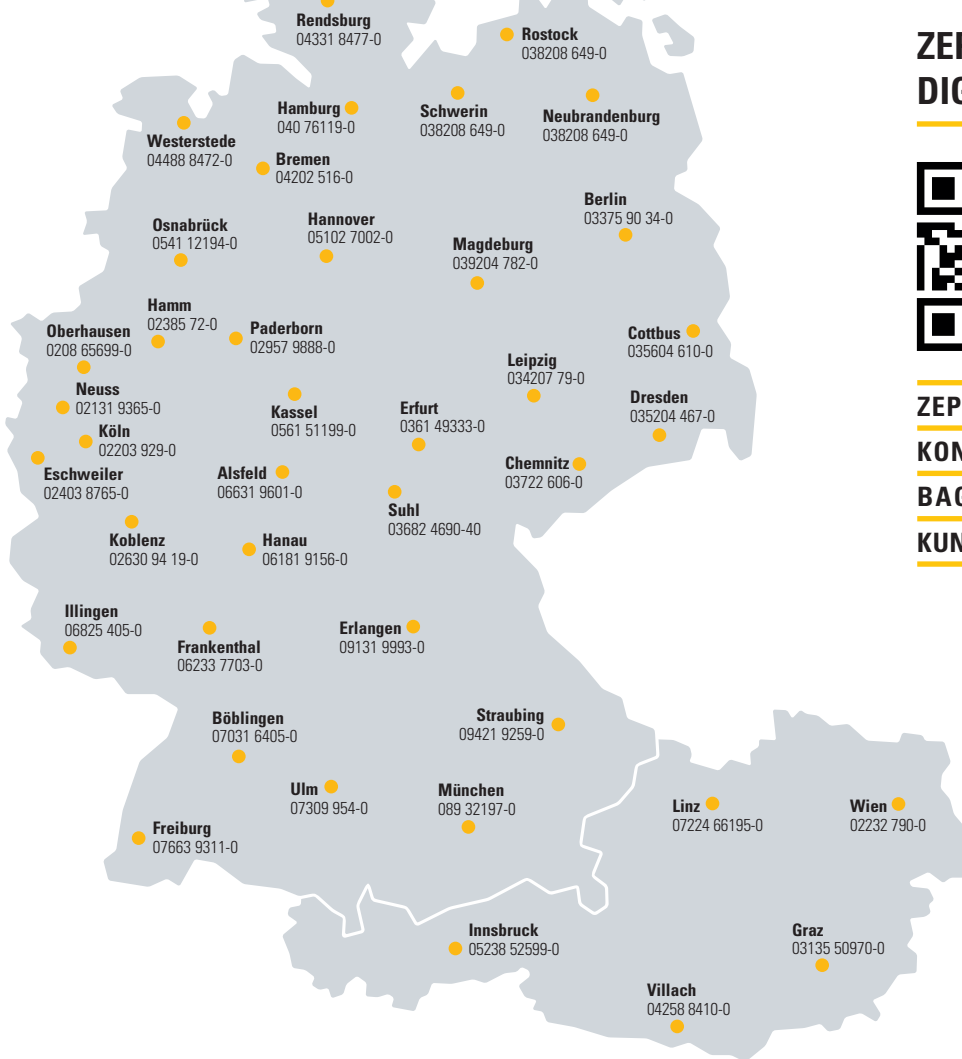 Rendsburg
04331 8477-0
Rostock
038208 649-0
Hamburg
040 76119-0
Schwerin
038208 649-0
Neubrandenburg
038208 649-0
Westerstede
04488 8472-0
Bremen
04202 516-0
Berlin
03375 90 34-0
Osnabrück
0541 12194-0
Hannover
05102 7002-0
Magdeburg
039204 782-0
Hamm
02385 72-0
Oberhausen
0208 65699-0
Paderborn
02957 9888-0
Cottbus
035604 610-0
Leipzig
034207 79-0
Neuss
02131 9365-0
Kassel
0561 51199-0
Erfurt
0361 49333-0
Dresden
035204 467-0
Köln
02203 929-0
Eschweiler
02403 8765-0
Alsfeld
06631 9601-0
Chemnitz
03722 606-0
Suhl
03682 4690-40
Koblenz
02630 94 19-0
Hanau
06181 9156-0
Illingen
06825 405-0
Frankenthal
06233 7703-0
Erlangen
09131 9993-0
Böblingen
07031 6405-0
Straubing
09421 9259-0
Ulm
07309 954-0
München
089 32197-0
Linz
07224 66195-0
Wien
02232 790-0
Freiburg
07663 9311-0
Innsbruck
05238 52599-0
Graz
03135 50970-0
Villach
04258 8410-0
DIG
ZEP
KON
BAG
KUN